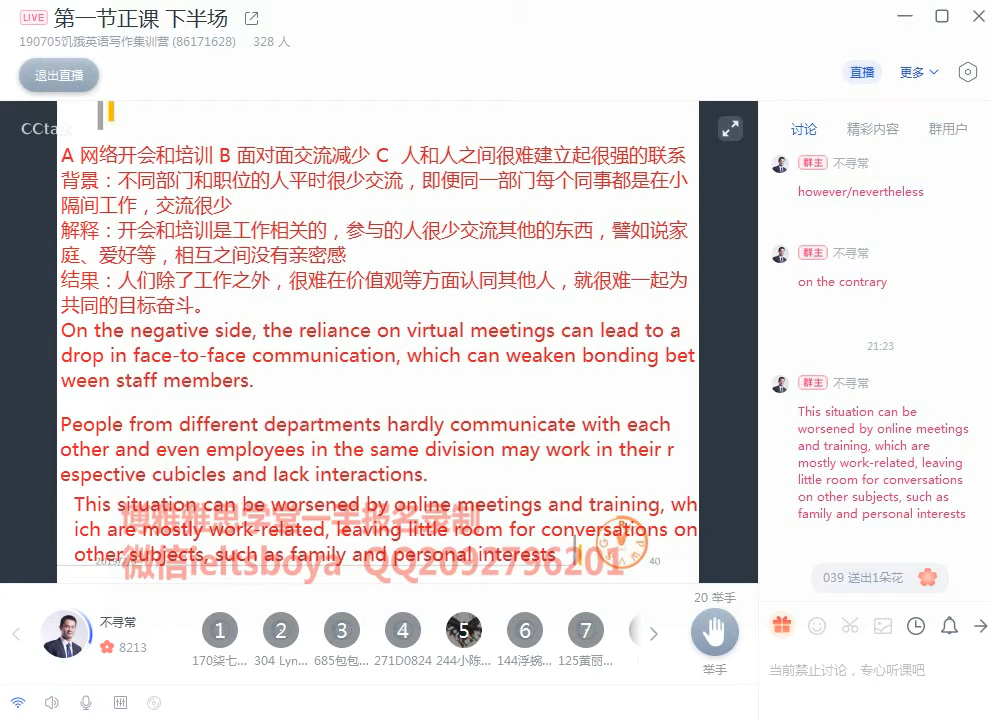 LIVE 第一节正课 下半场
190705饥饿英语写作集训营 (86171628) 328 人
退出直播
直播 更多
CCta
A 网络开会和培训 B 面对面交流减少 C 人和人之间很难建立起很强的联系
背景：不同部门和职位的人平时很少交流，即便同一部门每个同事都是在小
隔间工作，交流很少
解释：开会和培训是工作相关的，参与的人很少交流其他的东西，譬如说家
庭、爱好等，相互之间没有亲密感
结果：人们除了工作之外，很难在价值观等方面认同其他人，就很难一起为
共同的目标奋斗。
On the negative side, the reliance on virtual meetings can lead to a
drop in face-to-face communication, which can weaken bonding bet
ween staff members.
People from different departments hardly communicate with each
other and even employees in the same division may work in their r
espective cubicles and lack interactions.
This situation can be worsened by online meetings and training, wh
ich are mostly work-related, leaving little room for conversations on
other subjects, such as family and personal interests
博雅雅思学堂一手报名录制
微信ieltsboya QQ2092796201
40
讨论 精彩内容 群用户
群主 不寻常
however/nevertheless
群主 不寻常
on the contrary
21:23
群主 不寻常
This situation can be
worsened by online meetings
and training, which are
mostly work-related, leaving
little room for conversations
on other subjects, such as
family and personal interests
039 送出1朵花
不寻常
8213
1 2 3 4 5 6 7
170柒七... 304 Lyn... 685包包... 271D0824 244小陈... 144浮婉... 125黄丽...
20 举手
举手
当前禁止讨论，专心听课吧